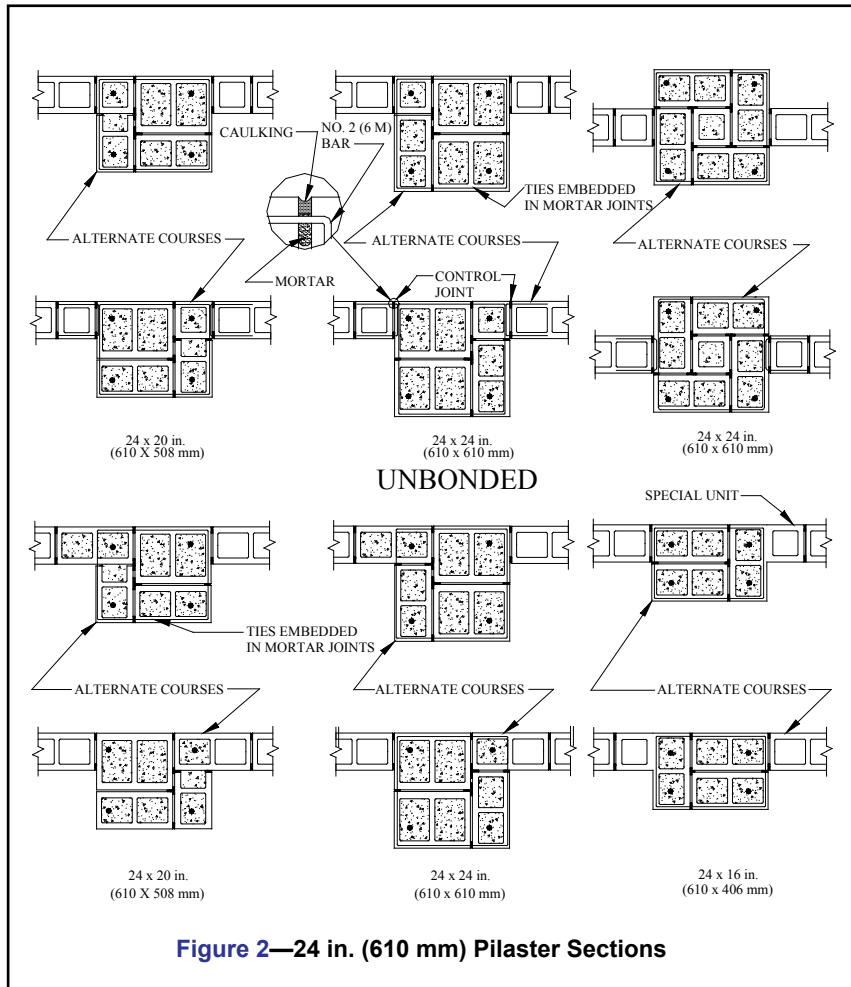 CAULKING
NO. 2 (6 M)
BAR
TIES EMBEDDED
IN MORTAR JOINTS
ALTERNATE COURSES
ALTERNATE COURSES
ALTERNATE COURSES
MORTAR
CONTROL
JOINT
24 x 20 in.
(610 X 508 mm)
24 x 24 in.
(610 x 610 mm)
24 x 24 in.
(610 x 610 mm)
UNBONDED
SPECIAL UNIT
TIES EMBEDDED
IN MORTAR JOINTS
ALTERNATE COURSES
ALTERNATE COURSES
ALTERNATE COURSES
24 x 20 in.
(610 X 508 mm)
24 x 24 in.
(610 x 610 mm)
24 x 16 in.
(610 x 406 mm)
Figure 2—24 in. (610 mm) Pilaster Sections